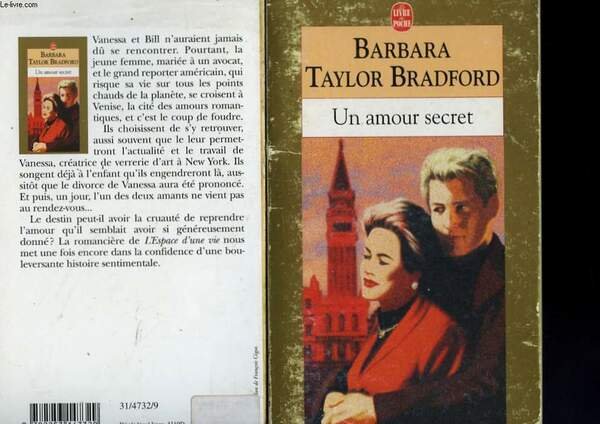 Le-livre.com
BARBARA
TAYLOR BRADFORD
Un amour secret
Vanessa et Bill n'auraient jamais
dû se rencontrer. Pourtant, la
jeune femme, mariée à un avocat,
et le grand reporter américain, qui
risque sa vie sur tous les points
chauds de la planète, se croisent à
Venise, la cité des amours roman-
tiques, et c'est le coup de foudre.
Ils choisissent de s'y retrouver,
aussi souvent que le leur permet-
tront l'actualité et le travail de
Vanessa, créatrice de verrerie d'art à New York. Ils
songent déjà à l'enfant qu'ils engendreront là, aus-
sitôt que le divorce de Vanessa aura été prononcé.
Et puis, un jour, l'un des deux amants ne vient pas
au rendez-vous...
Le destin peut-il avoir la cruauté de reprendre
l'amour qu'il semblait avoir si généreusement
donné ? La romancière de L'Espace d'une vie nous
met une fois encore dans la confidence d'une bou-
leversante histoire sentimentale.
31/4732/9
LE LIVRE
DE
POCHE
BARBARA
TAYLOR BRADFORD
Un amour secret